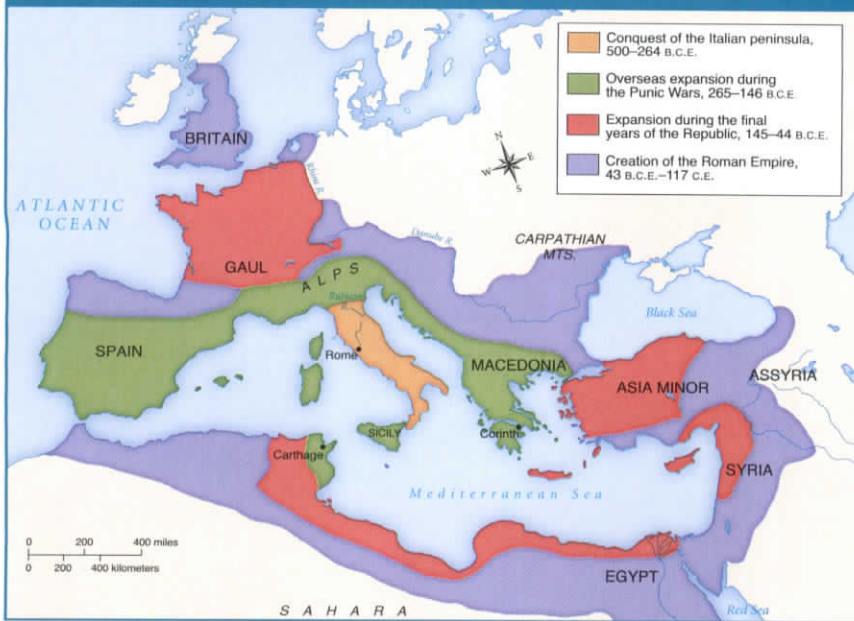 Conquest of the Italian peninsula,
500–264 B.C.E.
Overseas expansion during
the Punic Wars, 265–146 B.C.E.
Expansion during the final
years of the Republic, 145–44 B.C.E.
Creation of the Roman Empire,
43 B.C.E.–117 C.E.
N
W E
S
BRITAIN
ATLANTIC
OCEAN
Rhine R.
Danube R.
CARPATHIAN
MTS.
GAUL
ALPS
Rubicon
Black Sea
SPAIN
Rome
MACEDONIA
ASIA MINOR
ASSYRIA
SICILY
Corinth
Carthage
SYRIA
Mediterranean Sea
0 200 400 miles
0 200 400 kilometers
EGYPT
SAHARA
Red Sea